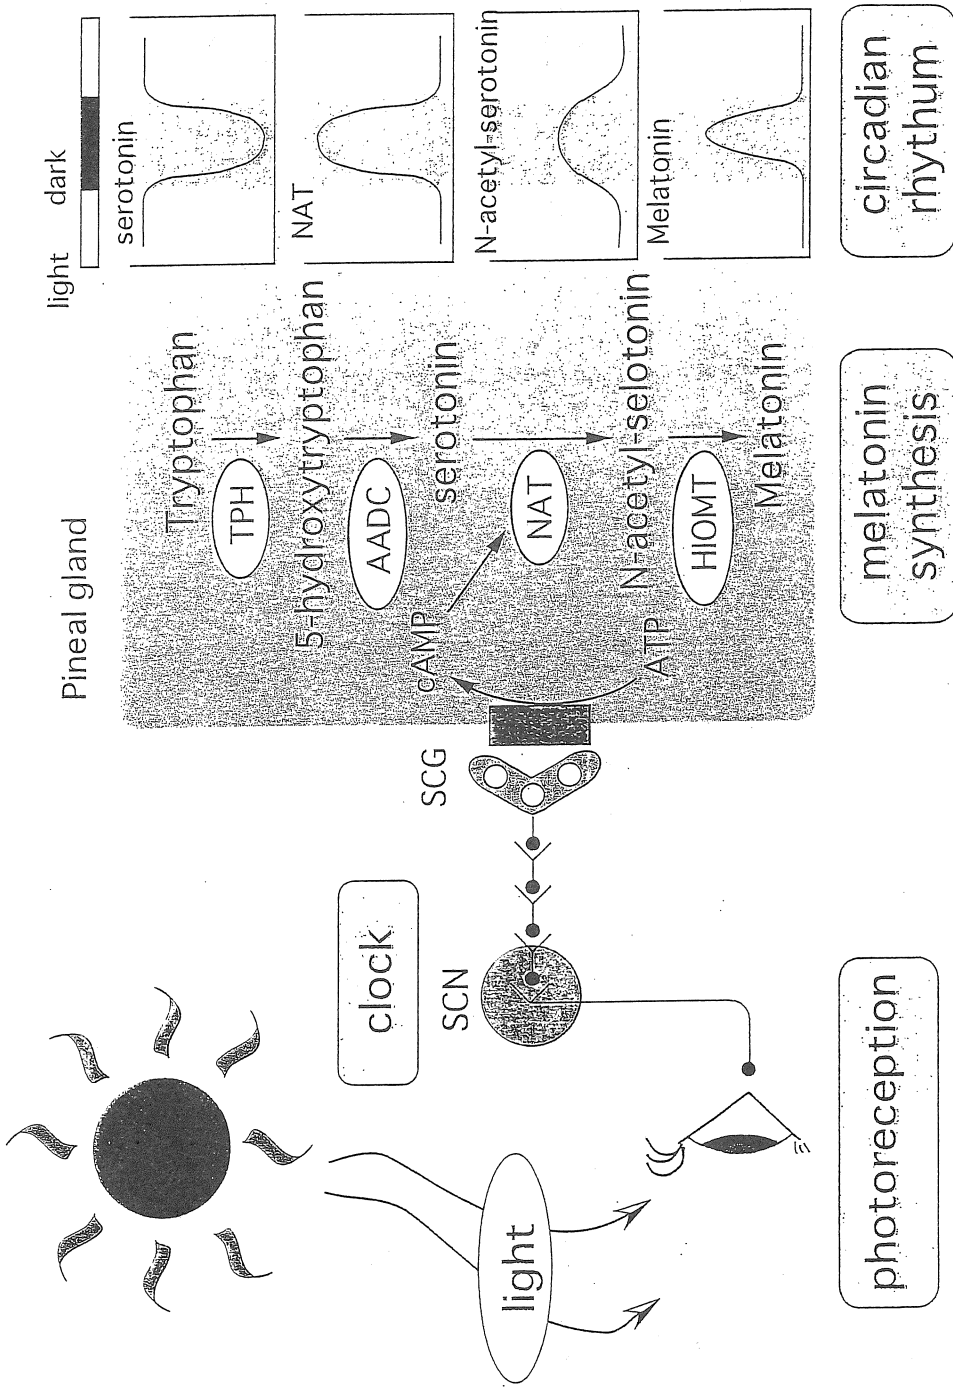 light
clock
SCN
SCG
Pineal gland
Tryptophan
TPH
5-hydroxytryptophan
AADC
cAMP
serotonin
NAT
ATP
N-acetyl-selotonin
HIOMT
Melatonin
light dark
serotonin
NAT
N-acetyl-serotonin
Melatonin
photoreception
melatonin
synthesis
circadian
rhythum